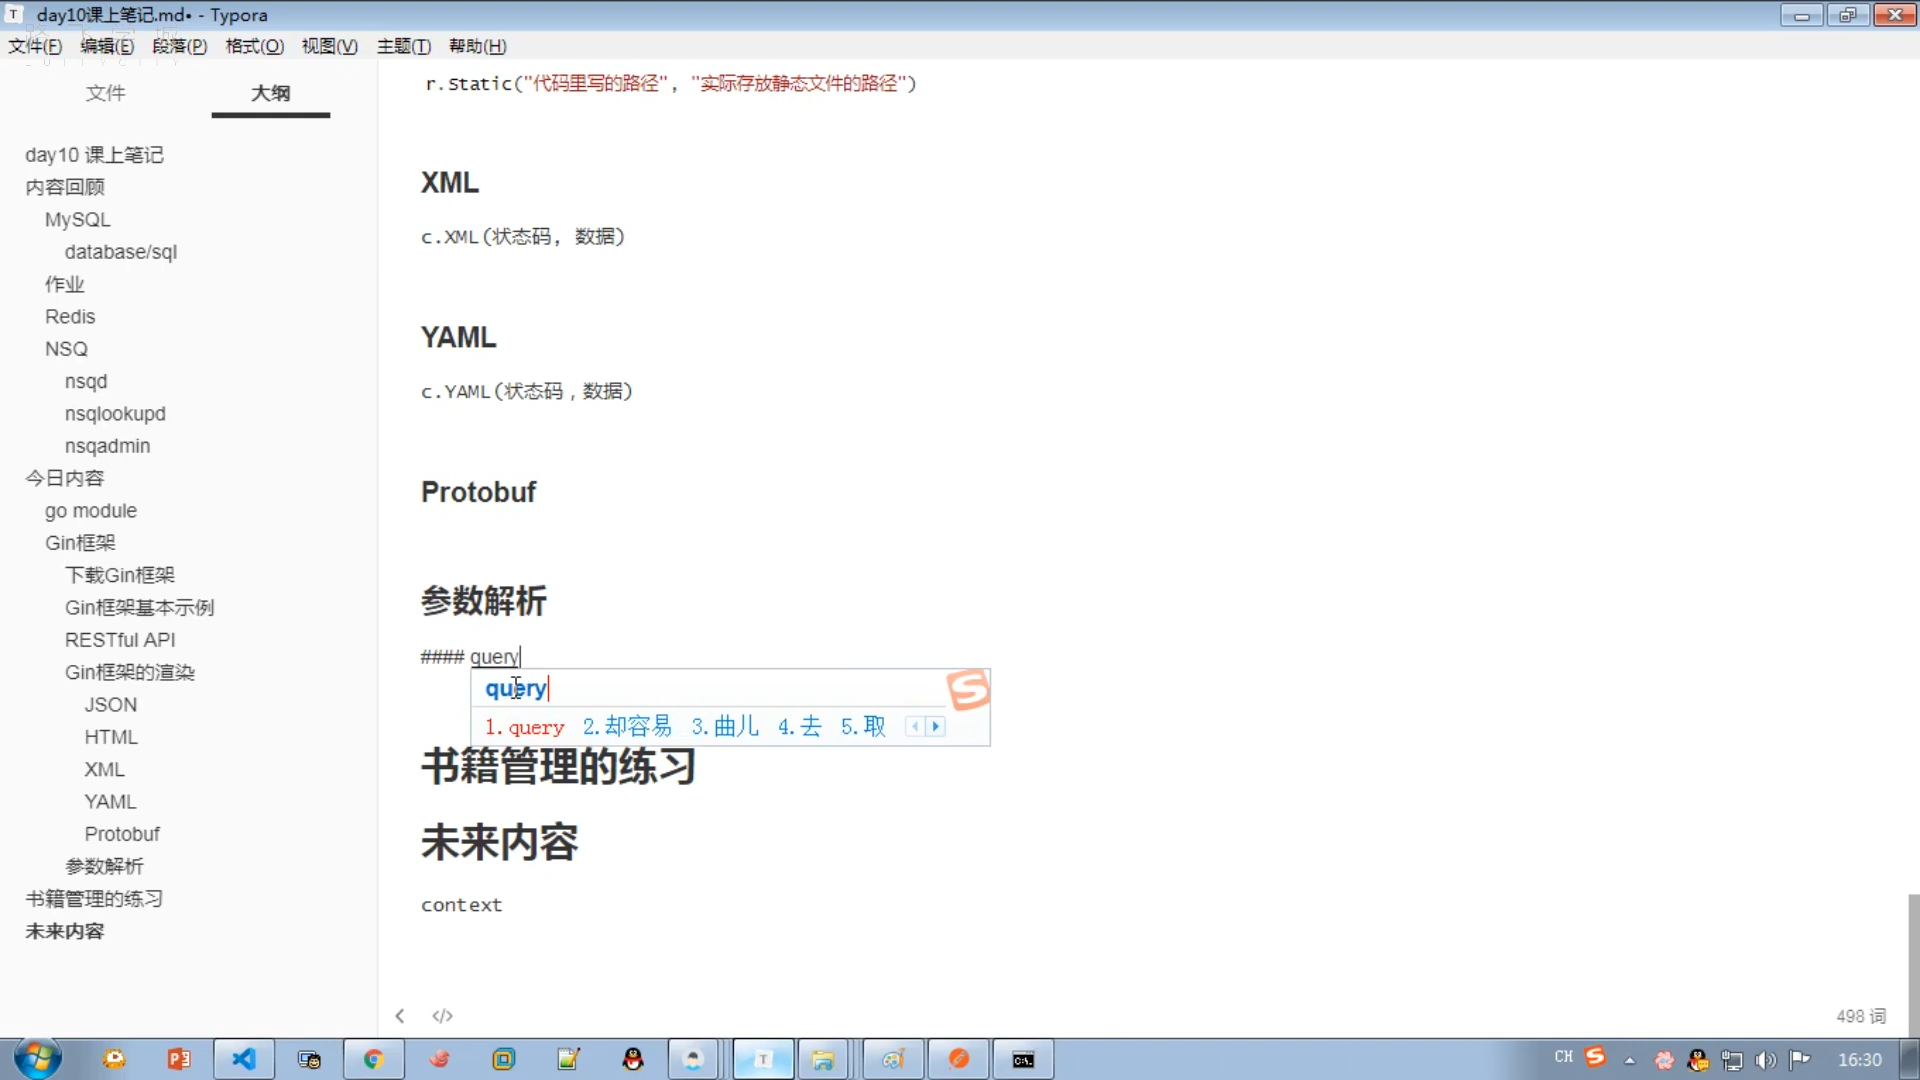 day10课上笔记.md• - Typora
文件(F) 编辑(E) 段落(P) 格式(O) 视图(V) 主题(T) 帮助(H)
文件 大纲
day10 课上笔记
内容回顾
MySQL
database/sql
作业
Redis
NSQ
nsqd
nsqlookupd
nsqadmin
今日内容
go module
Gin框架
下载Gin框架
Gin框架基本示例
RESTful API
Gin框架的渲染
JSON
HTML
XML
YAML
Protobuf
参数解析
书籍管理的练习
未来内容
r.Static("代码里写的路径", "实际存放静态文件的路径")
XML
c.XML(状态码, 数据)
YAML
c.YAML(状态码，数据)
Protobuf
参数解析
#### query
query
1.query 2.却容易 3.曲儿 4.去 5.取
书籍管理的练习
未来内容
context
498 词
CH
16:30